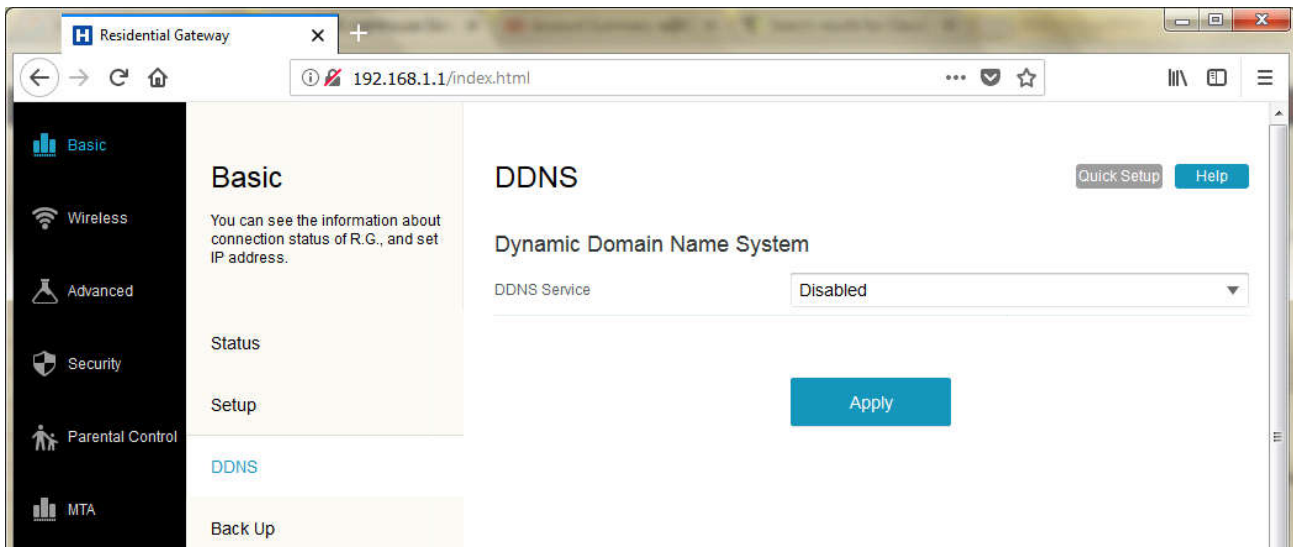 H Residential Gateway
192.168.1.1/index.html
Basic
Wireless
Advanced
Security
Parental Control
MTA
Basic
You can see the information about
connection status of R.G., and set
IP address.
Status
Setup
DDNS
Back Up
DDNS
Quick Setup
Help
Dynamic Domain Name System
DDNS Service
Disabled
Apply